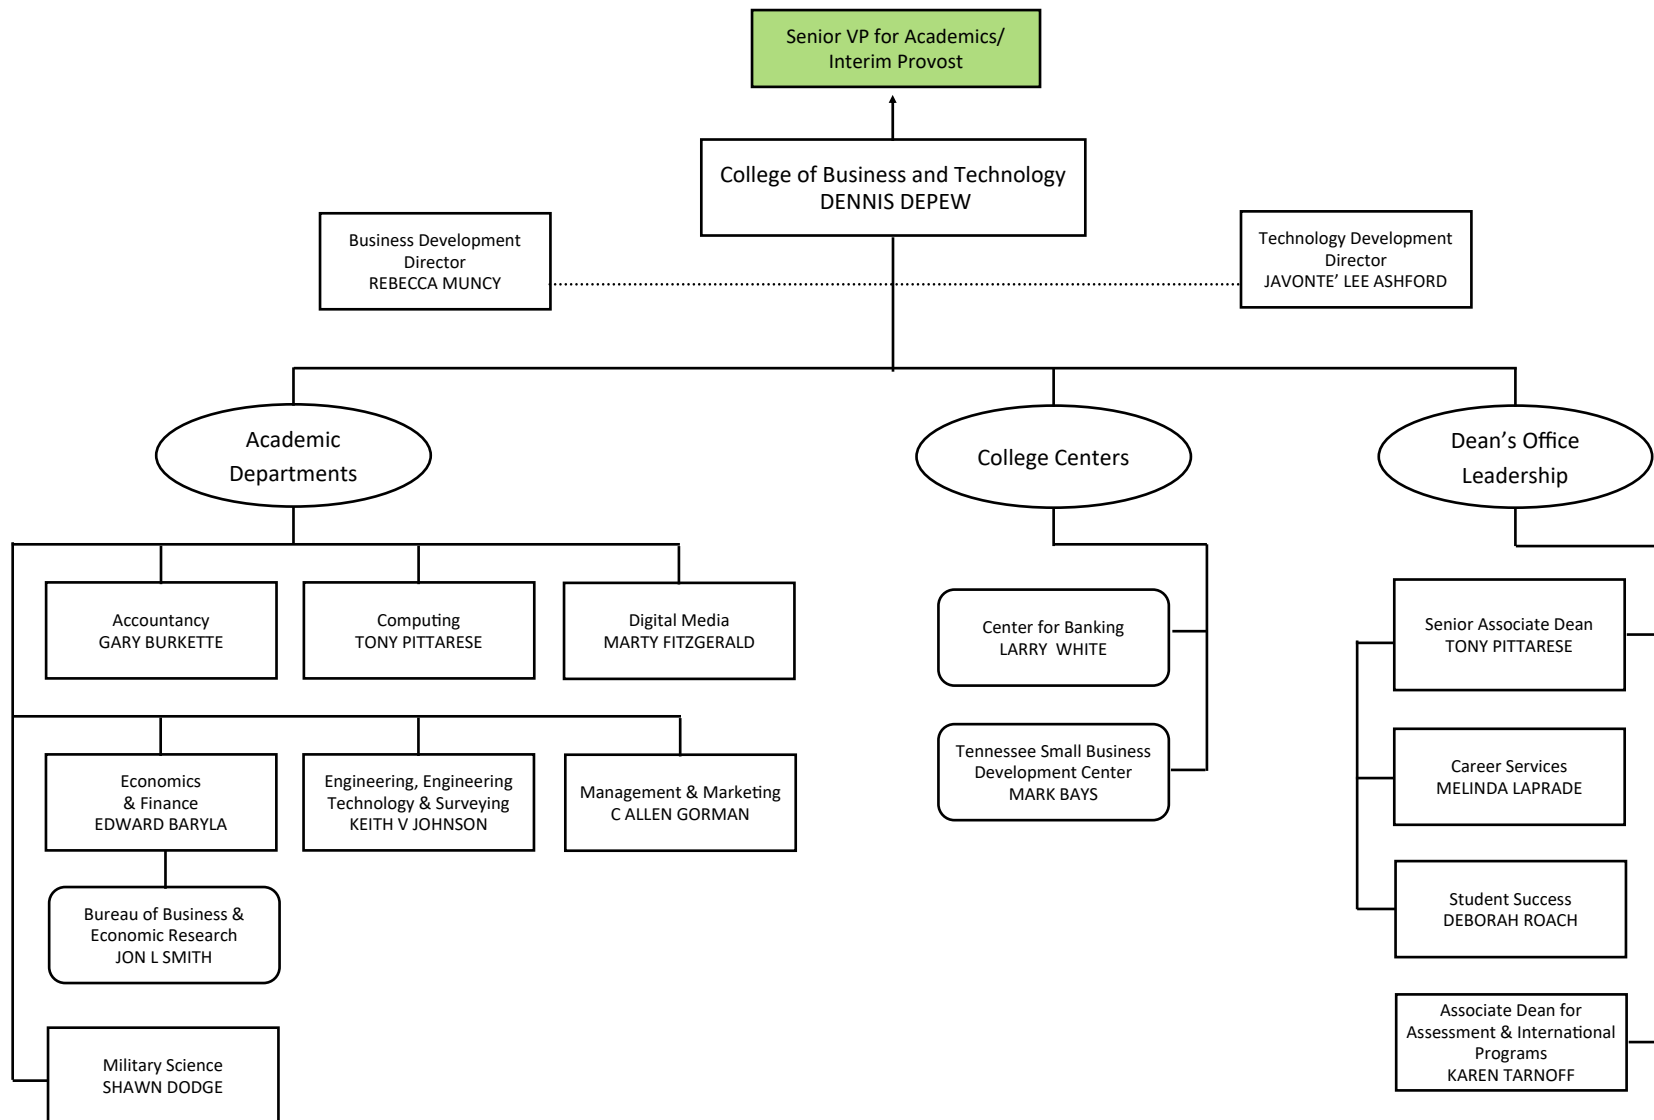 Senior VP for Academics/
Interim Provost
College of Business and Technology
DENNIS DEPEW
Business Development
Director
REBECCA MUNCY
Technology Development
Director
JAVONTE’ LEE ASHFORD
Academic
Departments
College Centers
Dean’s Office
Leadership
Accountancy
GARY BURKETTE
Computing
TONY PITTARESE
Digital Media
MARTY FITZGERALD
Center for Banking
LARRY  WHITE
Senior Associate Dean
TONY PITTARESE
Economics
& Finance
EDWARD BARYLA
Engineering, Engineering
Technology & Surveying
KEITH V JOHNSON
Management & Marketing
C ALLEN GORMAN
Tennessee Small Business
Development Center
MARK BAYS
Career Services
MELINDA LAPRADE
Bureau of Business &
Economic Research
JON L SMITH
Student Success
DEBORAH ROACH
Military Science
SHAWN DODGE
Associate Dean for
Assessment & International
Programs
KAREN TARNOFF